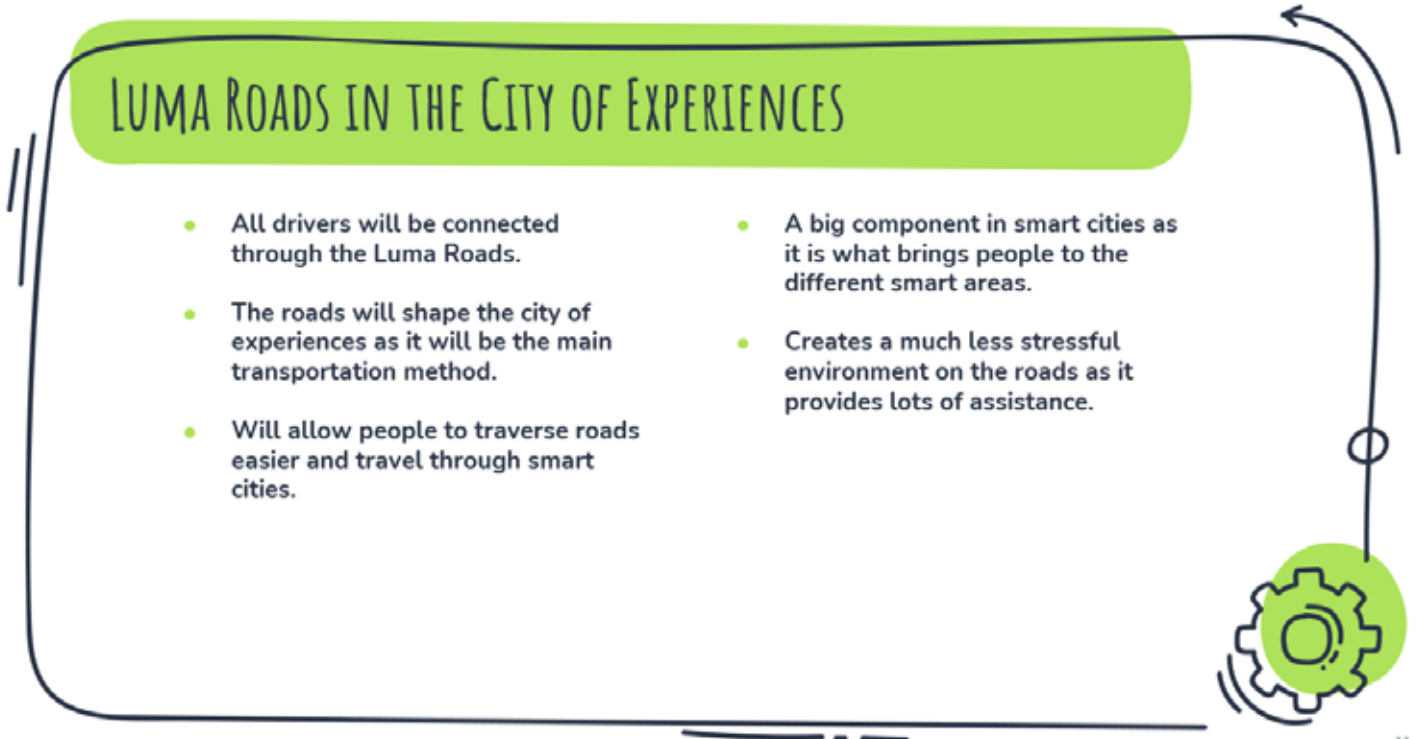 Luma Roads in the City of Experiences
All drivers will be connected
through the Luma Roads.
The roads will shape the city of
experiences as it will be the main
transportation method.
Will allow people to traverse roads
easier and travel through smart
cities.
A big component in smart cities as
it is what brings people to the
different smart areas.
Creates a much less stressful
environment on the roads as it
provides lots of assistance.